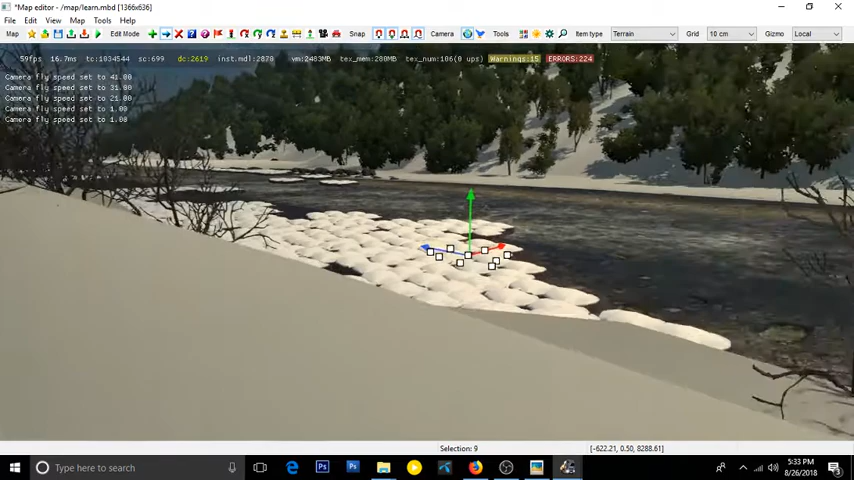 *Map editor - /map/learn.mbd [1366x636]
File Edit View Map Tools Help
Map Edit Mode Snap Camera Tools Item type Terrain Grid 10 cm Gizmo Local
59fps 16.7ms tc:1034544 sc:699 dc:2619 inst.mdl:2870 vm:2483MB tex_mem:280MB tex_num:106(0 ups) Warnings:15 ERRORS:224
Camera fly speed set to 41.00
Camera fly speed set to 31.00
Camera fly speed set to 21.00
Camera fly speed set to 1.00
Camera fly speed set to 1.00
Selection: 9 [-622.21, 0.50, 8288.61]
Type here to search
5:33 PM
8/26/2018